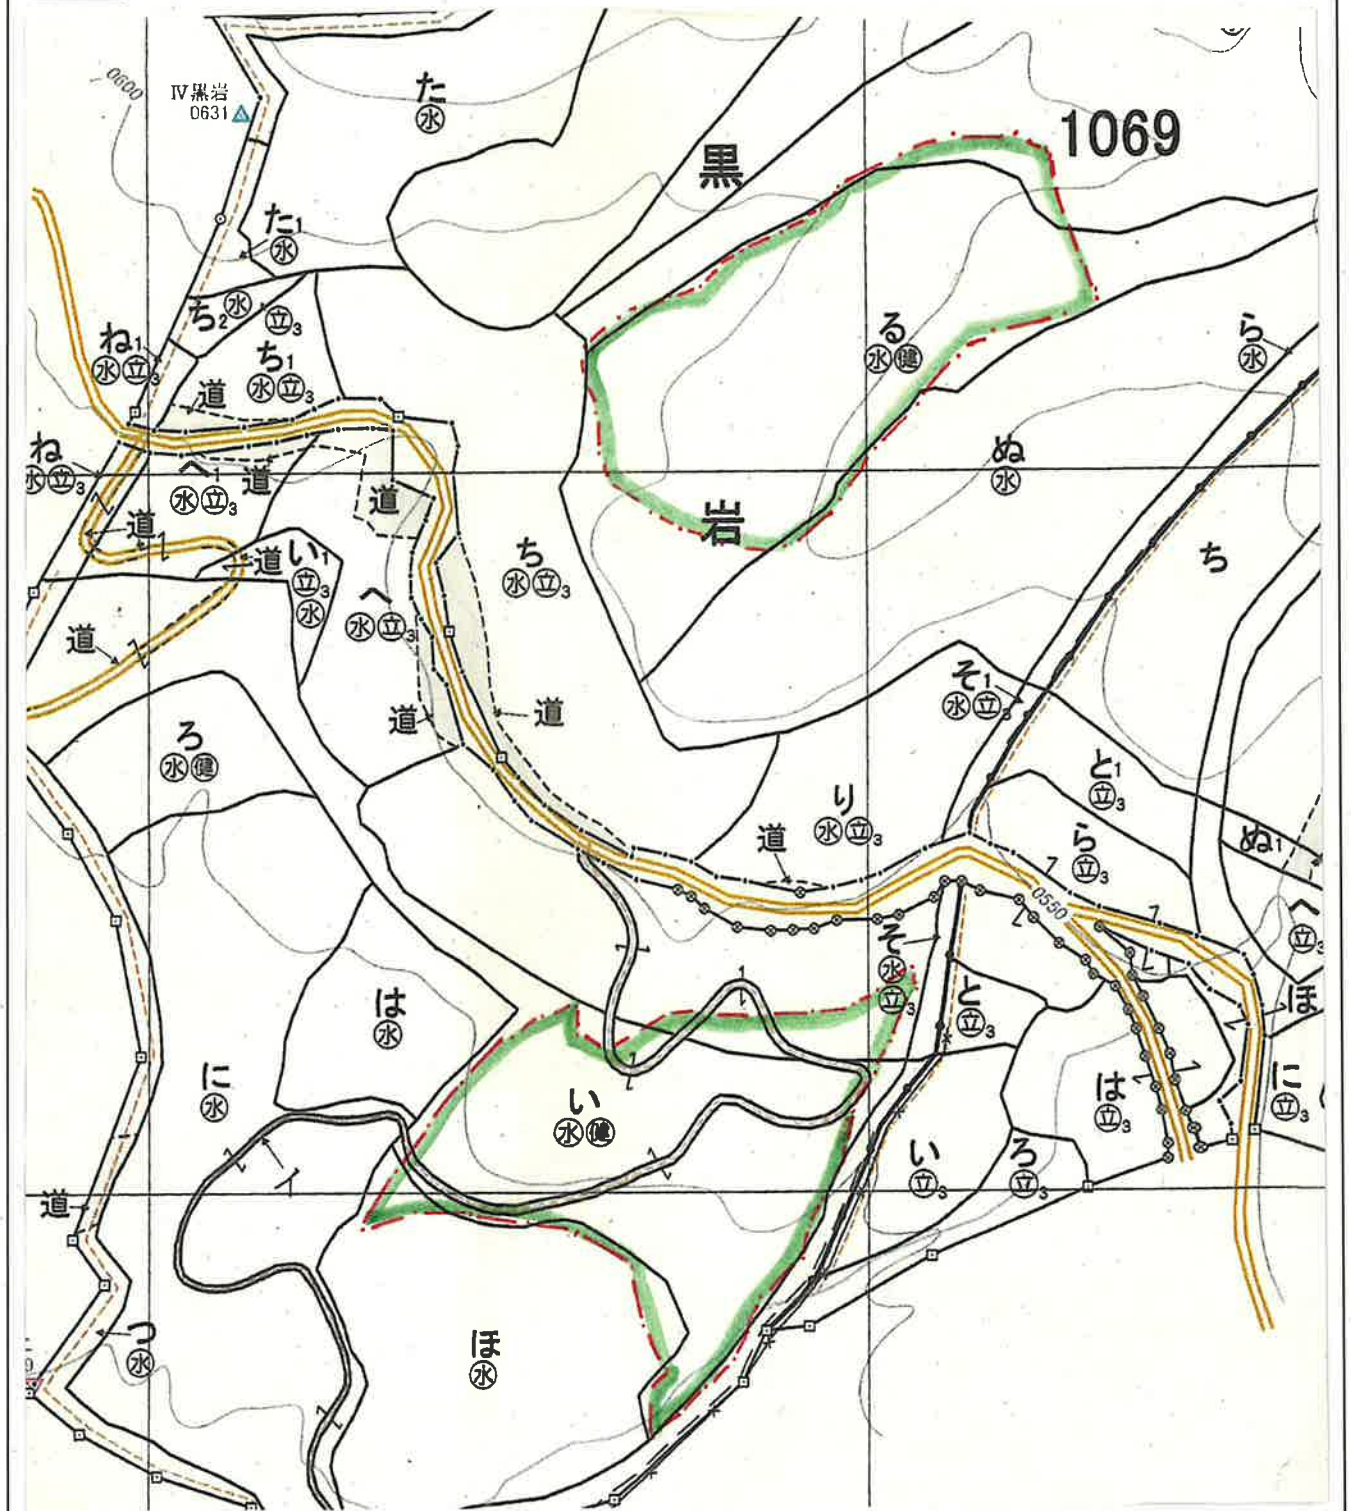 0600
Ⅳ黒岩
0631
た
水
黒
1069
た₁
水
ち₂水 立₃
ね₁
水立₃
ち₁
水立₃
道
る
水健
ら
水
ね
水立₃
へ₁
水立₃
道
道
ぬ
水
岩
道
道
い₁
立₃
水
ち
水立₃
ち
へ
水立₃
道
道
道
そ₁
水立₃
ろ
水健
と₁
立₃
り
水立₃
道
ら
立₃
ぬ₁
0550
へ
立₃
そ
水
立₃
と
立₃
は
水
ほ
に
水
い
水健
は
立₃
に
立₃
い
立₃
ろ
立₃
イ
道
つ
水
ほ
水